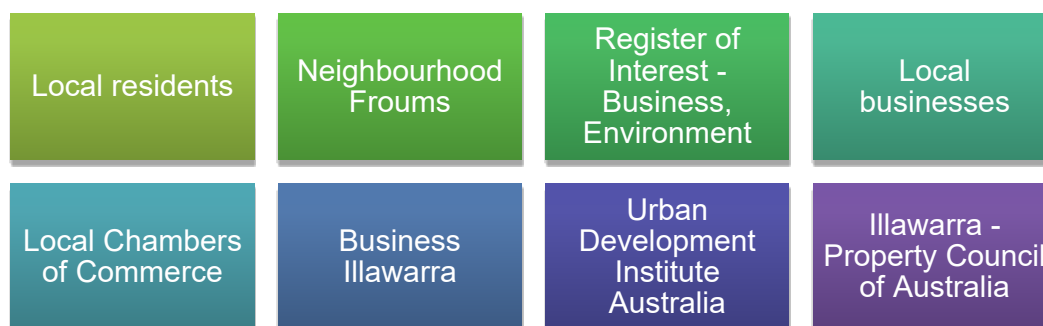 Local residents
Neighbourhood
Froums
Register of
Interest -
Business,
Environment
Local
businesses
Local Chambers
of Commerce
Business
Illawarra
Urban
Development
Institute
Australia
Illawarra -
Property Council
of Australia